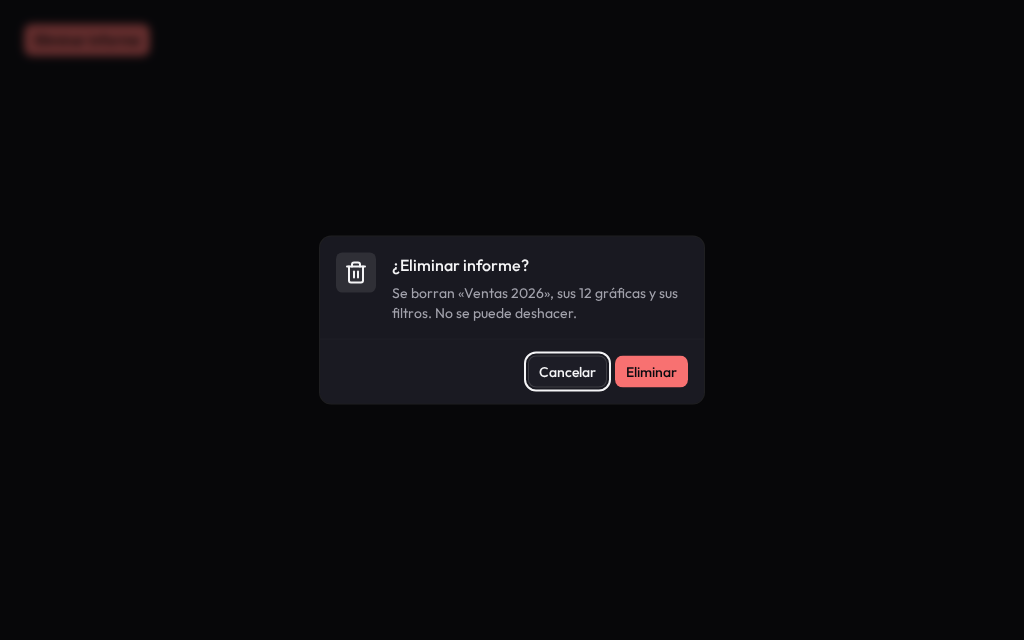 ¿Eliminar informe?
Se borran «Ventas 2026», sus 12 gráficas y sus
filtros. No se puede deshacer.
Cancelar
Eliminar